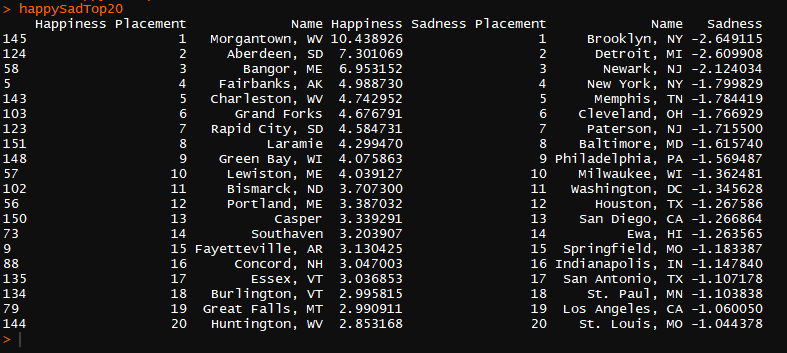 > happySadTop20
Happiness Placement Name Happiness Sadness Placement Name Sadness
145 1 Morgantown, WV 10.438926 1 Brooklyn, NY -2.649115
124 2 Aberdeen, SD 7.301069 2 Detroit, MI -2.609908
58 3 Bangor, ME 6.953152 3 Newark, NJ -2.124034
5 4 Fairbanks, AK 4.988730 4 New York, NY -1.799829
143 5 Charleston, WV 4.742952 5 Memphis, TN -1.784419
103 6 Grand Forks 4.676791 6 Cleveland, OH -1.766929
123 7 Rapid City, SD 4.584731 7 Paterson, NJ -1.715500
151 8 Laramie 4.299470 8 Baltimore, MD -1.615740
148 9 Green Bay, WI 4.075863 9 Philadelphia, PA -1.569487
57 10 Lewiston, ME 4.039127 10 Milwaukee, WI -1.362481
102 11 Bismarck, ND 3.707300 11 Washington, DC -1.345628
56 12 Portland, ME 3.387032 12 Houston, TX -1.267586
150 13 Casper 3.339291 13 San Diego, CA -1.266864
73 14 Southaven 3.203907 14 Ewa, HI -1.263565
9 15 Fayetteville, AR 3.130425 15 Springfield, MO -1.183387
88 16 Concord, NH 3.047003 16 Indianapolis, IN -1.147840
135 17 Essex, VT 3.036853 17 San Antonio, TX -1.107178
134 18 Burlington, VT 2.995815 18 St. Paul, MN -1.103838
79 19 Great Falls, MT 2.990911 19 Los Angeles, CA -1.060050
144 20 Huntington, WV 2.853168 20 St. Louis, MO -1.044378
>